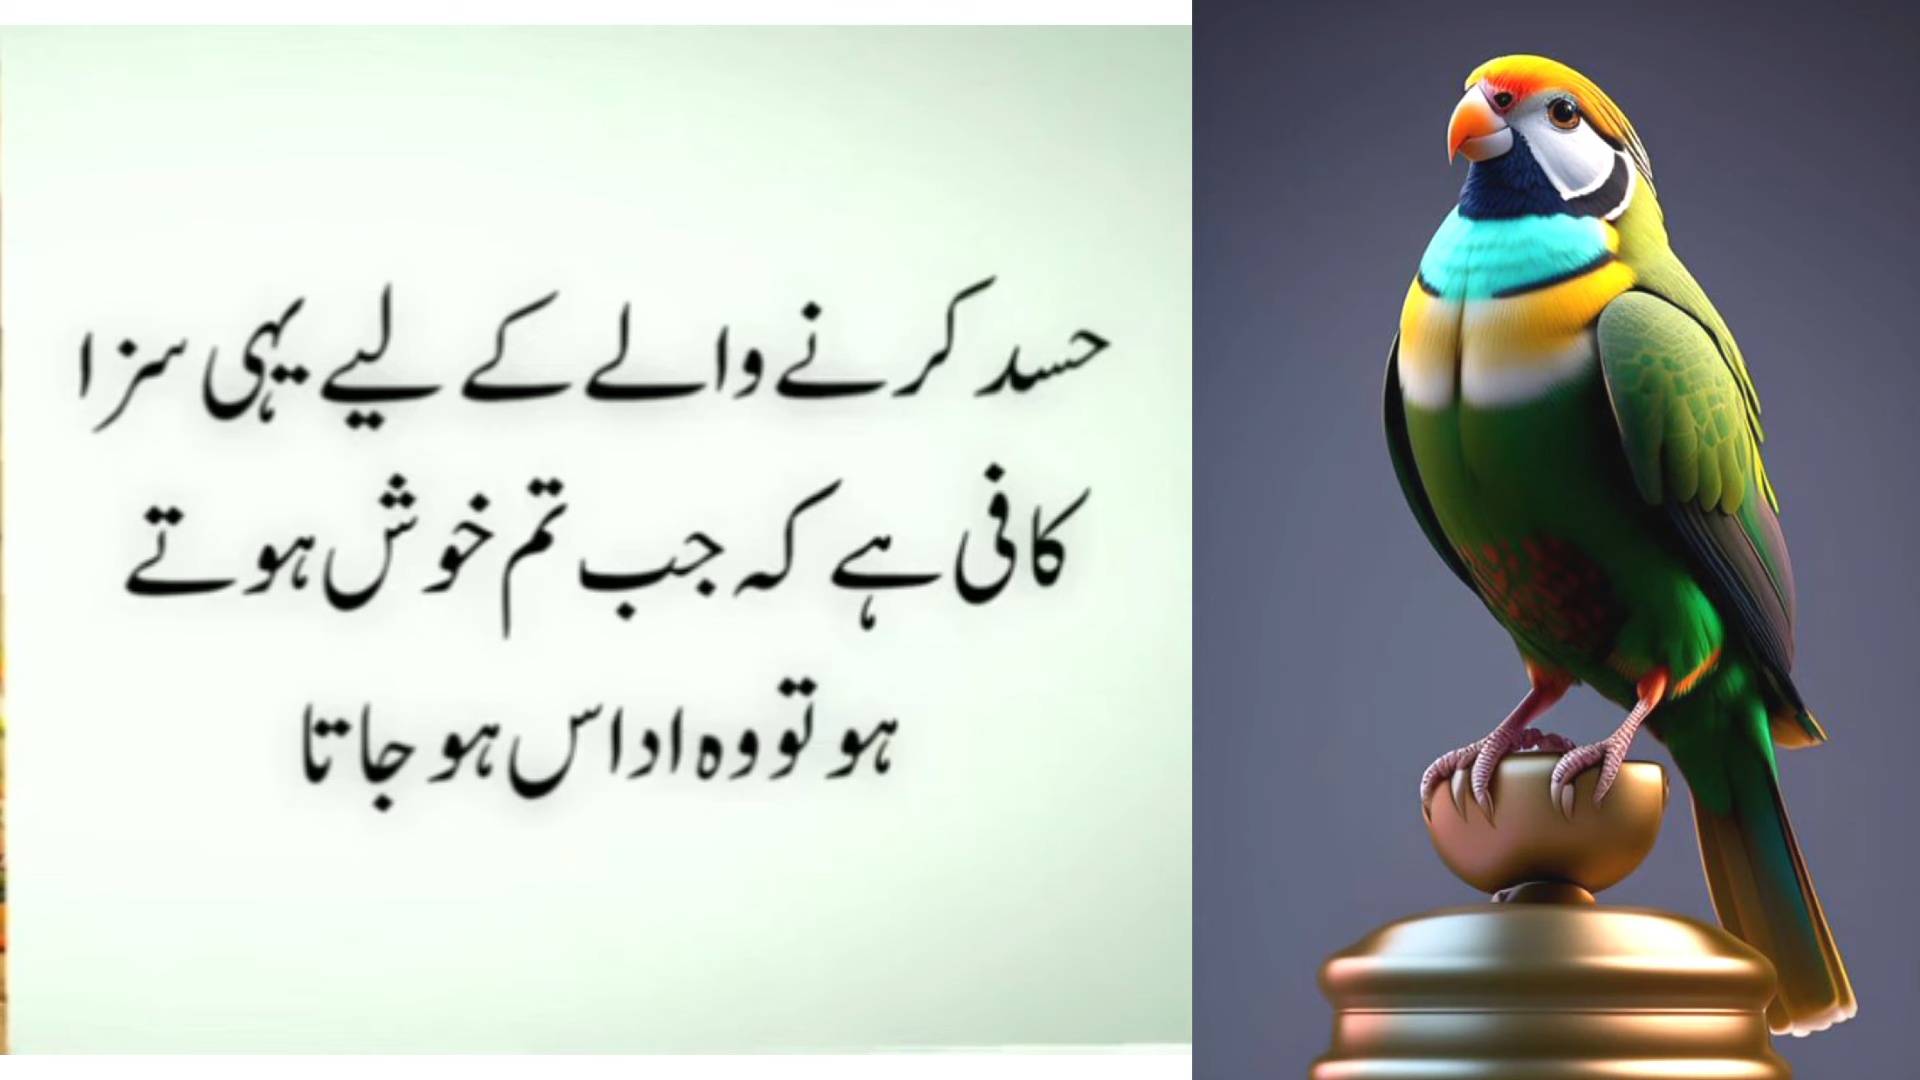 حسد کرنے والے کے لیے یہی سزا
کافی ہے کہ جب تم خوش ہوتے
ہو تو وہ اداس ہو جاتا